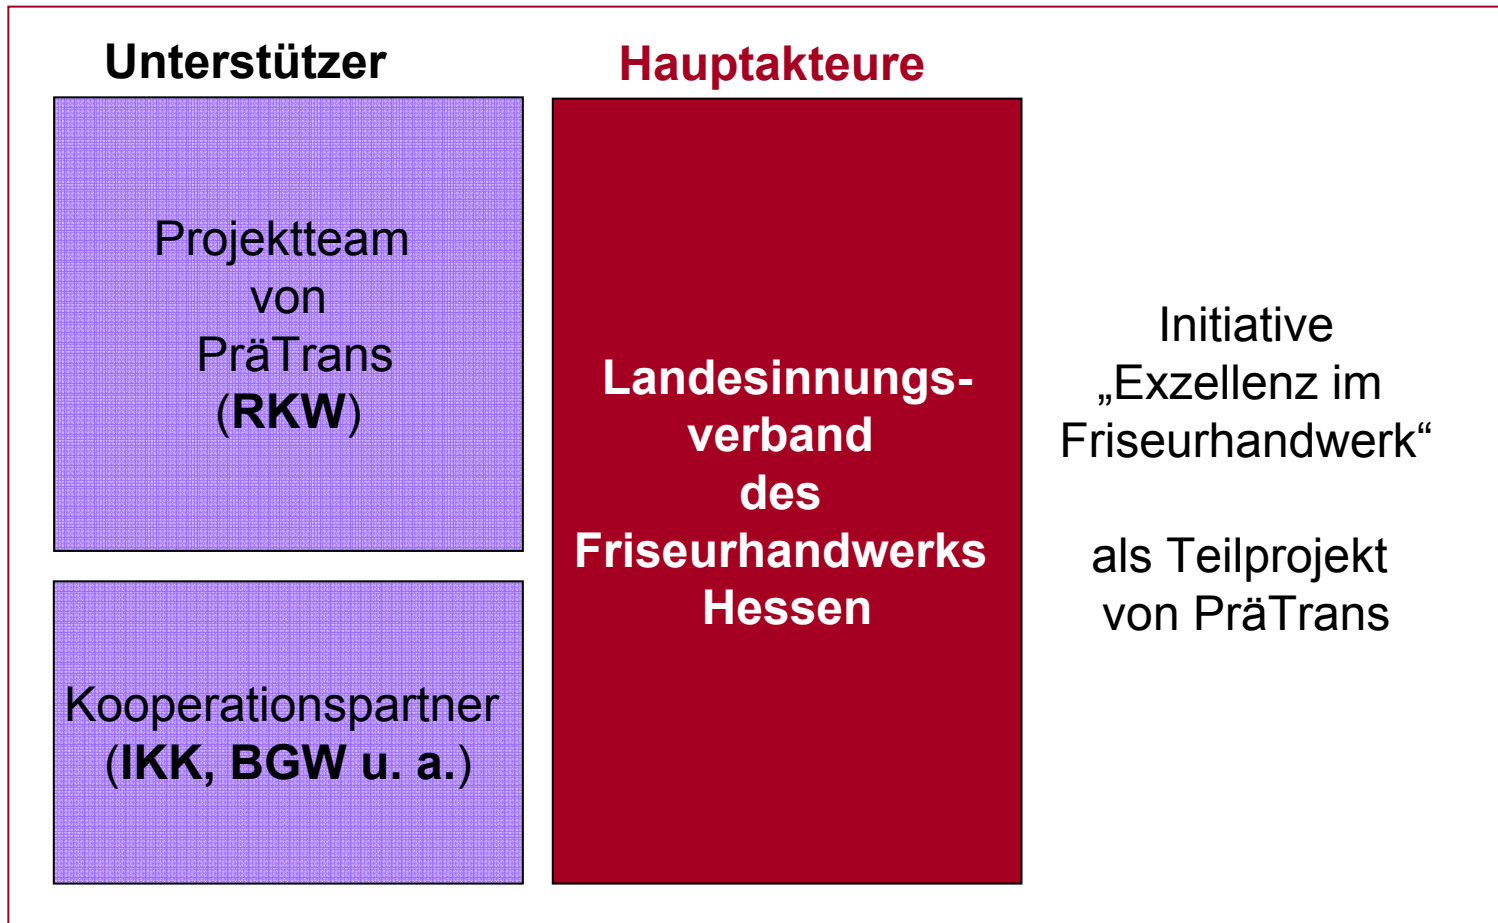 Unterstützer
Projektteam
von
PräTrans
(RKW)
Kooperationspartner
(IKK, BGW u. a.)
Hauptakteure
Landesinnungs-
verband
des
Friseurhandwerks
Hessen
Initiative
„Exzellenz im
Friseurhandwerk“
als Teilprojekt
von PräTrans